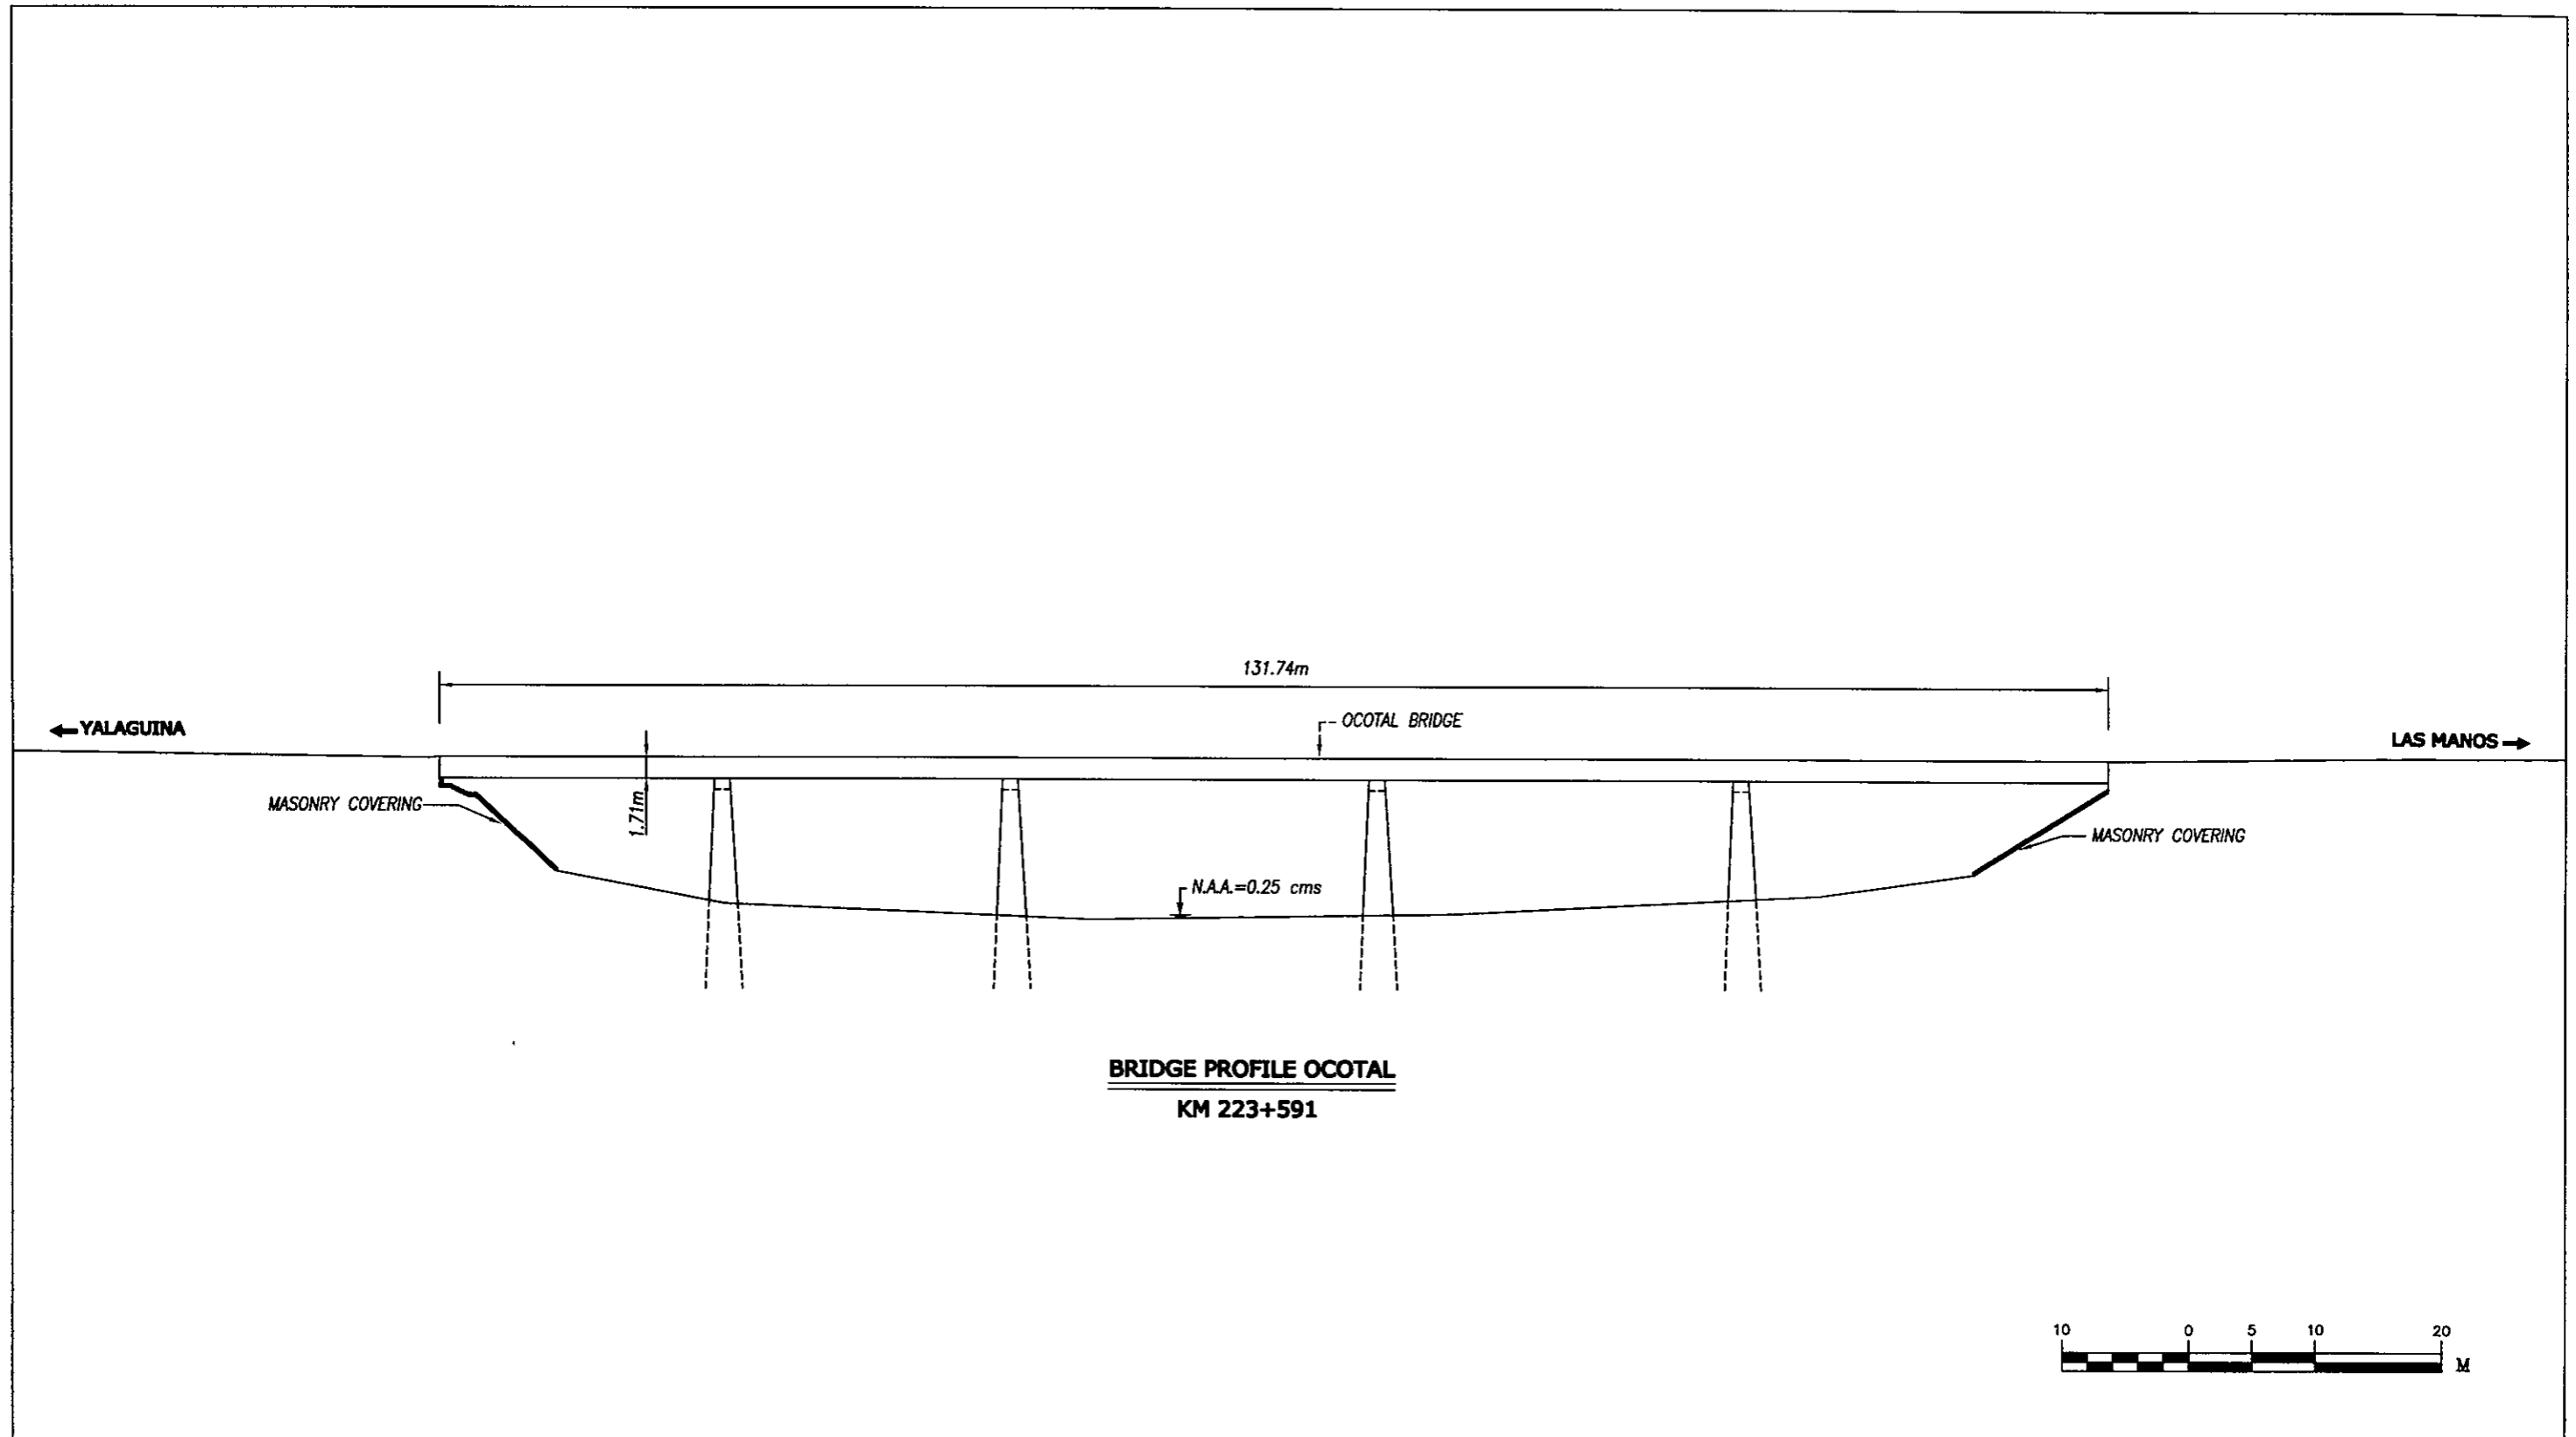 131.74m
OCOTAL BRIDGE
YALAGUINA
LAS MANOS
1.71m
MASONRY COVERING
MASONRY COVERING
N.A.A.=0.25 cms
BRIDGE PROFILE OCOTAL
KM 223+591
10 0 5 10 20
M